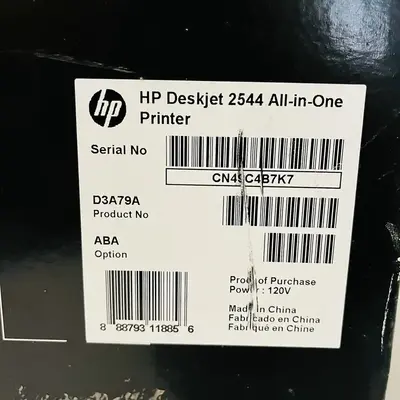 hp
HP Deskjet 2544 All-in-One
Printer
Serial No
CN49C4B7K7
D3A79A
Product No
ABA
Option
Proof of Purchase
Power : 120V
Made in China
Fabricado en China
Fabriqué en Chine
8 88793 11885 6